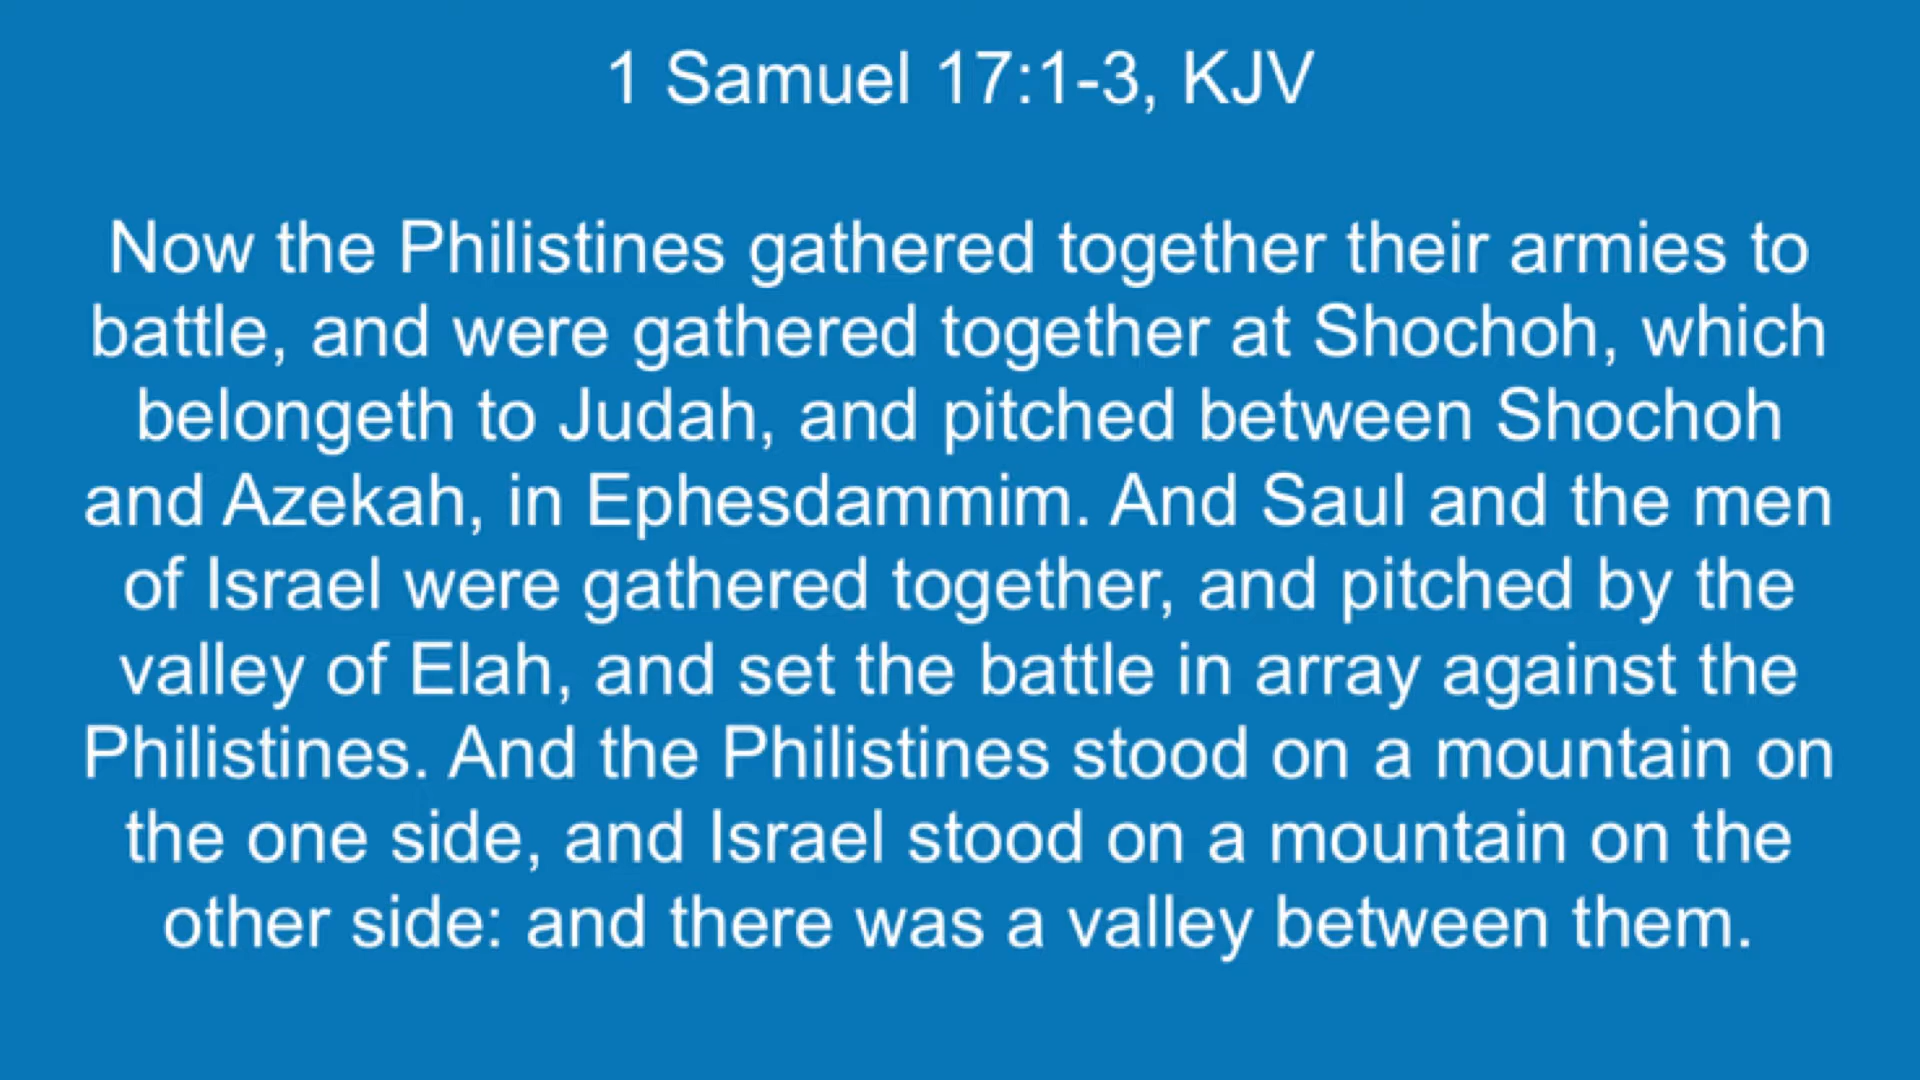 1 Samuel 17:1-3, KJV
Now the Philistines gathered together their armies to
battle, and were gathered together at Shochoh, which
belongeth to Judah, and pitched between Shochoh
and Azekah, in Ephesdammim. And Saul and the men
of Israel were gathered together, and pitched by the
valley of Elah, and set the battle in array against the
Philistines. And the Philistines stood on a mountain on
the one side, and Israel stood on a mountain on the
other side: and there was a valley between them.